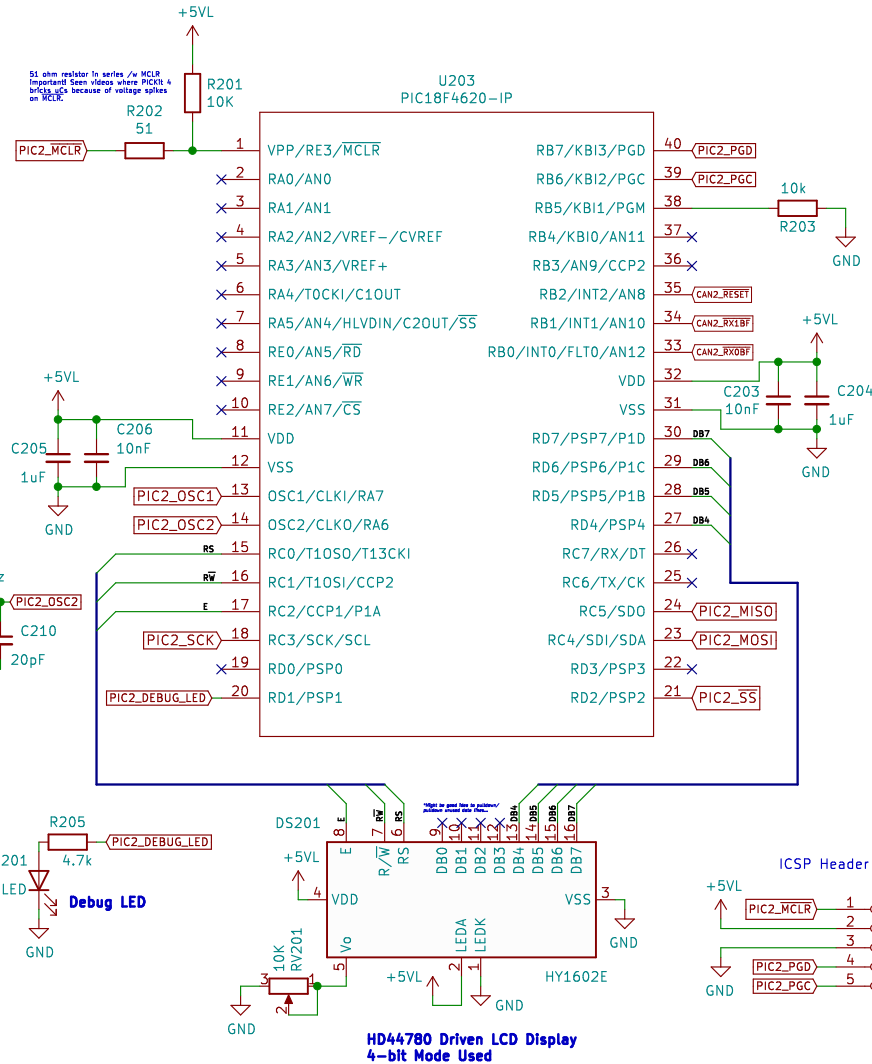 +5VL
51 ohm resistor in series /w MCLR
important! Seen videos where PICKit 4
bricks uCs because of voltage spikes
on MCLR.
R201
10K
R202
51
U203
PIC18F4620-IP
PIC2_MCLR
1 VPP/RE3/MCLR
RB7/KBI3/PGD 40 PIC2_PGD
2 RA0/AN0
RB6/KBI2/PGC 39 PIC2_PGC
3 RA1/AN1
RB5/KBI1/PGM 38
10k
R203
GND
4 RA2/AN2/VREF-/CVREF
RB4/KBI0/AN11 37
5 RA3/AN3/VREF+
RB3/AN9/CCP2 36
6 RA4/T0CKI/C1OUT
RB2/INT2/AN8 35 CAN2_RESET
7 RA5/AN4/HLVDIN/C2OUT/SS
RB1/INT1/AN10 34 CAN2_RX1BF
8 RE0/AN5/RD
RB0/INT0/FLT0/AN12 33 CAN2_RX0BF
9 RE1/AN6/WR
VDD 32
10 RE2/AN7/CS
VSS 31
+5VL
C203
10nF
C204
1uF
GND
+5VL
C205
1uF
C206
10nF
GND
11 VDD
RD7/PSP7/P1D 30 DB7
12 VSS
RD6/PSP6/P1C 29 DB6
PIC2_OSC1 13 OSC1/CLKI/RA7
RD5/PSP5/P1B 28 DB5
PIC2_OSC2 14 OSC2/CLKO/RA6
RD4/PSP4 27 DB4
RS 15 RC0/T1OSO/T13CKI
RC7/RX/DT 26
RW 16 RC1/T1OSI/CCP2
RC6/TX/CK 25
E 17 RC2/CCP1/P1A
RC5/SDO 24 PIC2_MISO
PIC2_SCK 18 RC3/SCK/SCL
RC4/SDI/SDA 23 PIC2_MOSI
19 RD0/PSP0
RD3/PSP3 22
PIC2_DEBUG_LED 20 RD1/PSP1
RD2/PSP2 21 PIC2_SS
z
PIC2_OSC2
C210
20pF
*Might be good idea to pulldown/
pulldown unused data lines...
E RW RS DB4 DB5 DB6 DB7
8 7 6 9 10 11 12 13 14 15 16
DS201
E R/W RS DB0 DB1 DB2 DB3 DB4 DB5 DB6 DB7
+5VL
4 VDD
VSS 3
GND
Vo LEDA LEDK
5 2 1
HY1602E
10K
RV201
3 1
2
GND
+5VL
GND
HD44780 Driven LCD Display
4-bit Mode Used
R205
4.7k
PIC2_DEBUG_LED
201
LED
Debug LED
GND
ICSP Header
+5VL
PIC2_MCLR 1
2
3
PIC2_PGD 4
PIC2_PGC 5
GND